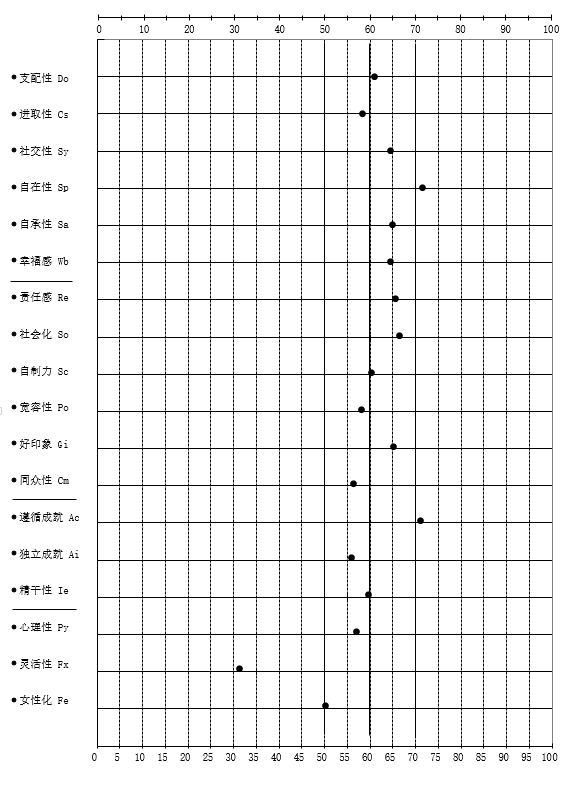 0 10 20 30 40 50 60 70 80 90 100
● 支配性 Do
● 进取性 Cs
● 社交性 Sy
● 自在性 Sp
● 自承性 Sa
● 幸福感 Wb
● 责任感 Re
● 社会化 So
● 自制力 Sc
● 宽容性 Po
● 好印象 Gi
● 同众性 Cm
● 遵循成就 Ac
● 独立成就 Ai
● 精干性 Ie
● 心理性 Py
● 灵活性 Fx
● 女性化 Fe
0 5 10 15 20 25 30 35 40 45 50 55 60 65 70 75 80 85 90 95 100